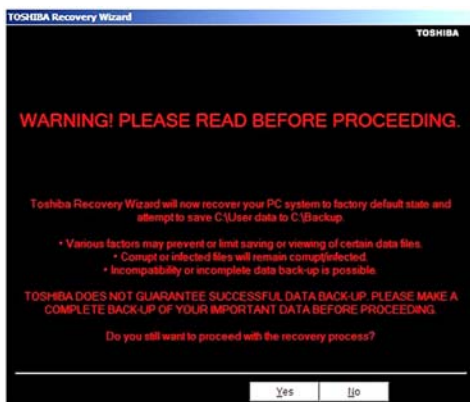 TOSHIBA Recovery Wizard
TOSHIBA
WARNING! PLEASE READ BEFORE PROCEEDING.
Toshiba Recovery Wizard will now recover your PC system to factory default state and
attempt to save C:\User data to C:\Backup.
• Various factors may prevent or limit saving or viewing of certain data files.
• Corrupt or infected files will remain corrupt/infected.
• Incompatibility or incomplete data back-up is possible.
TOSHIBA DOES NOT GUARANTEE SUCCESSFUL DATA BACK-UP. PLEASE MAKE A
COMPLETE BACK-UP OF YOUR IMPORTANT DATA BEFORE PROCEEDING.
Do you still want to proceed with the recovery process?
Yes No